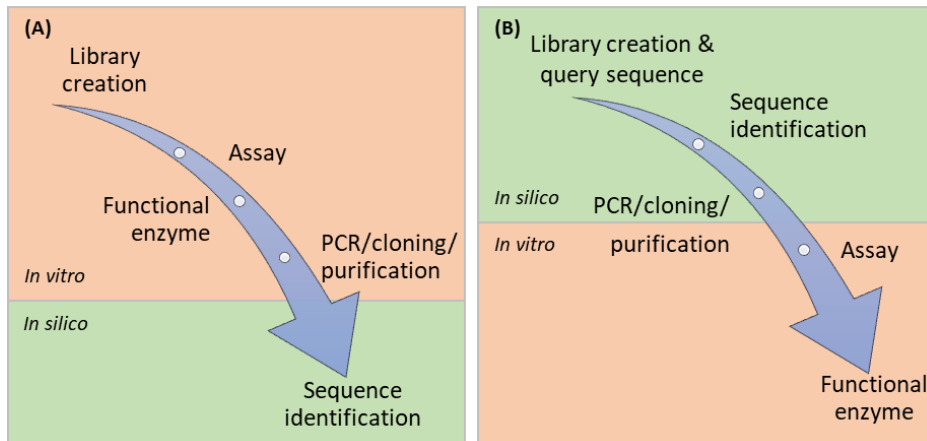 (A)
Library
creation
Assay
Functional
enzyme
PCR/cloning/
purification
In vitro
In silico
Sequence
identification
(B)
Library creation &
query sequence
Sequence
identification
In silico
PCR/cloning/
purification
In vitro
Assay
Functional
enzyme